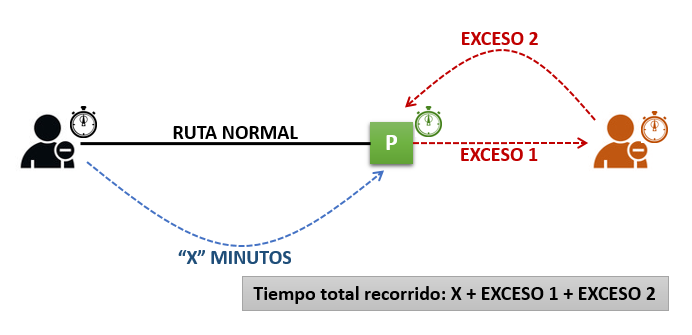 EXCESO 2
RUTA NORMAL
P
EXCESO 1
“X” MINUTOS
Tiempo total recorrido: X + EXCESO 1 + EXCESO 2